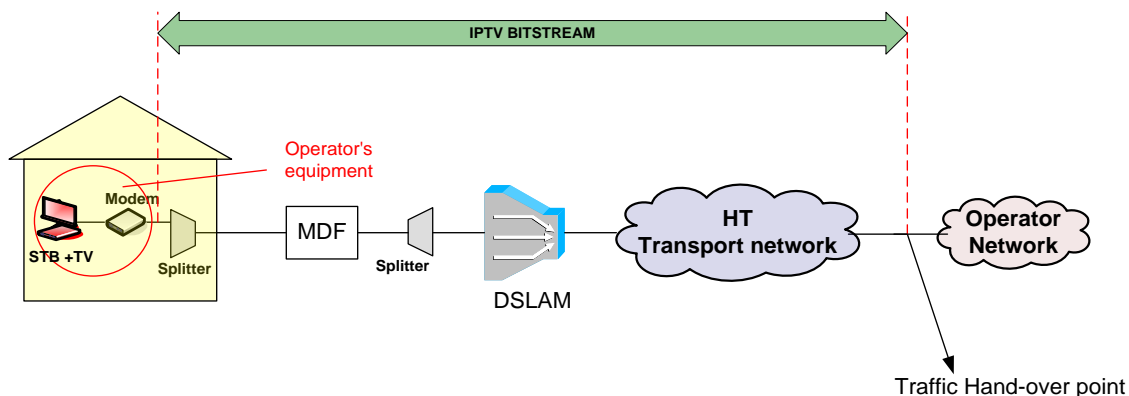 IPTV BITSTREAM
Operator's
equipment
Modem
STB +TV
Splitter
MDF
Splitter
DSLAM
HT
Transport network
Operator
Network
Traffic Hand-over point